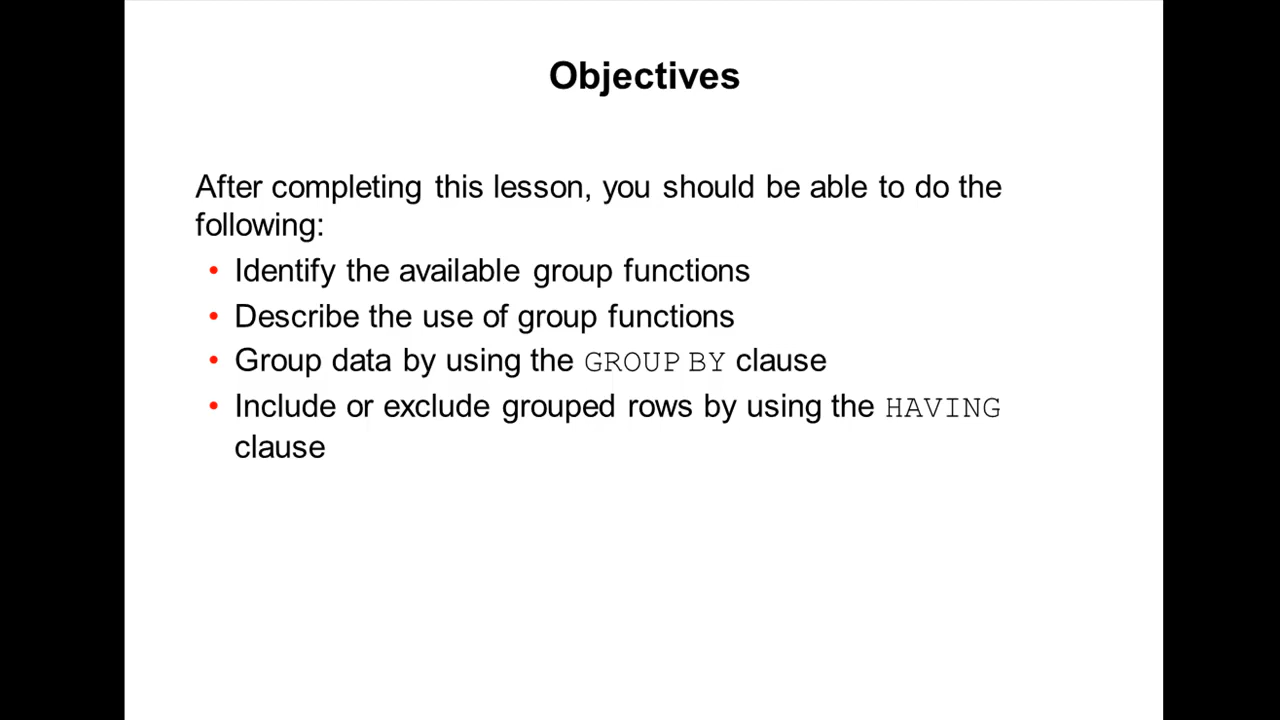 Objectives
After completing this lesson, you should be able to do the
following:
• Identify the available group functions
• Describe the use of group functions
• Group data by using the GROUP BY clause
• Include or exclude grouped rows by using the HAVING
clause